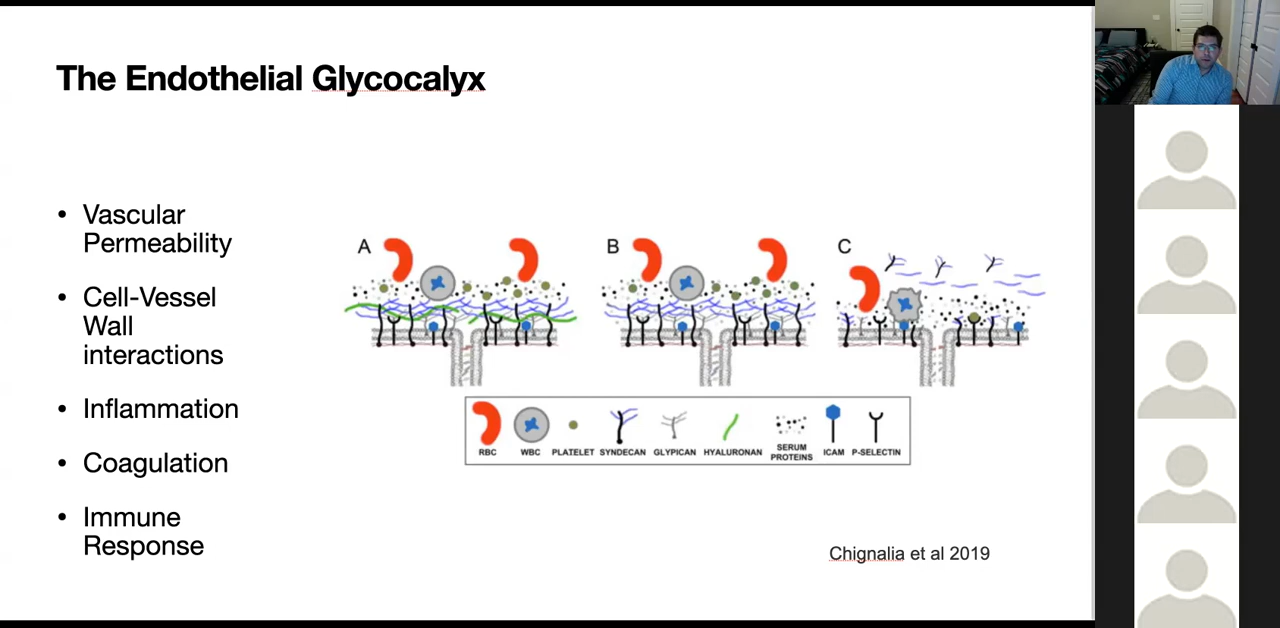 The Endothelial Glycocalyx
• Vascular
Permeability
• Cell-Vessel
Wall
interactions
• Inflammation
• Coagulation
• Immune
Response
A
B
C
RBC
WBC
PLATELET
SYNDECAN
GLYPICAN
HYALURONAN
SERUM
PROTEINS
ICAM
P-SELECTIN
Chignalia et al 2019